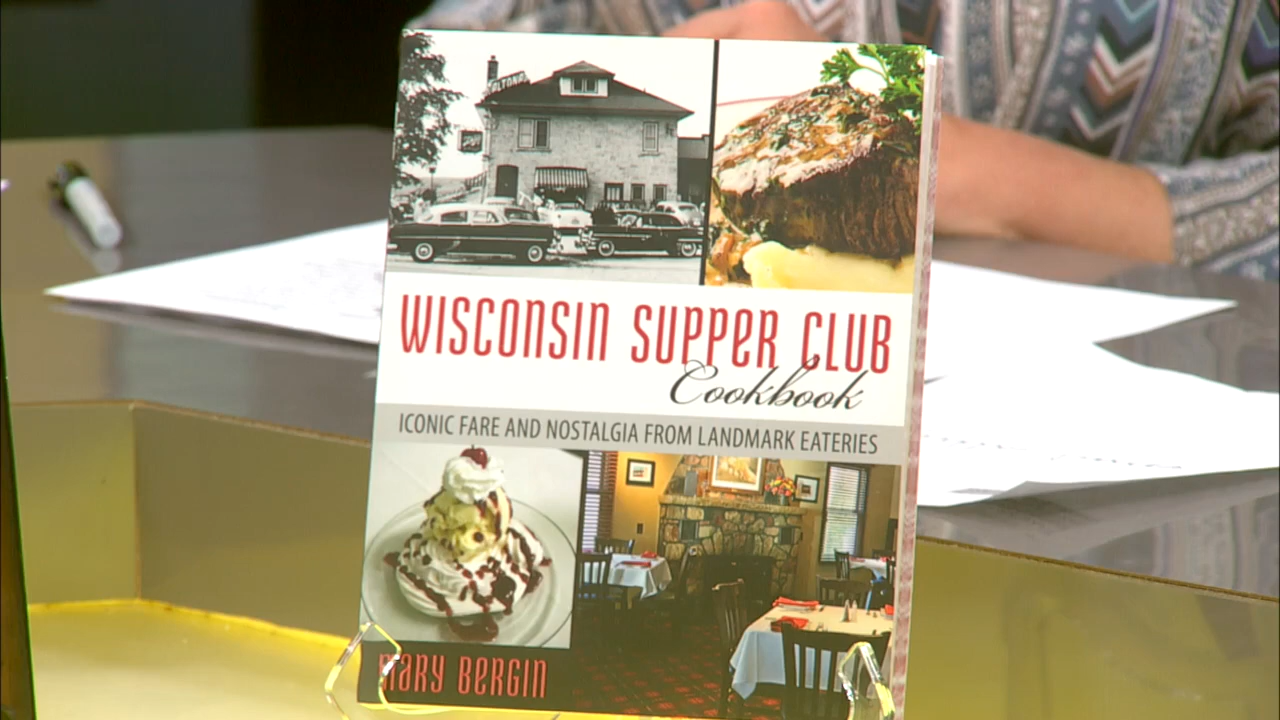 WISCONSIN SUPPER CLUB
Cookbook
ICONIC FARE AND NOSTALGIA FROM LANDMARK EATERIES
MARY BERGIN